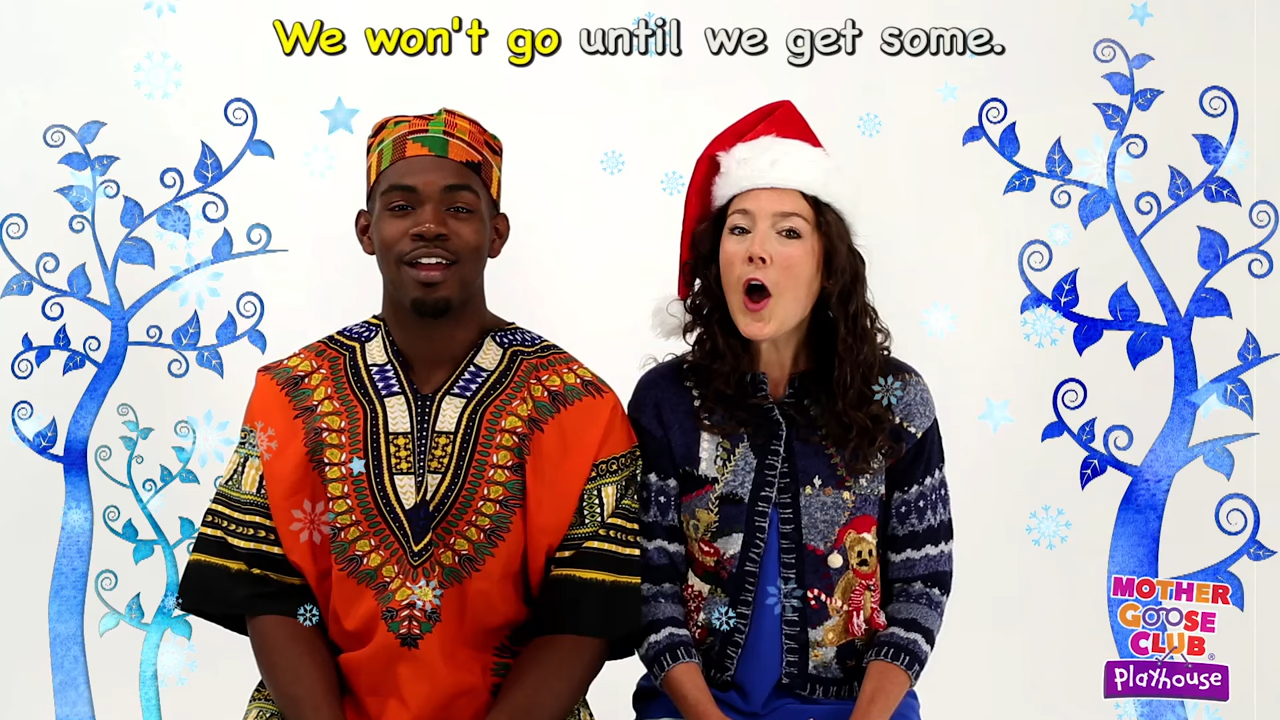 We won't go until we get some.
MOTHER
GOOSE
CLUB®
Playhouse